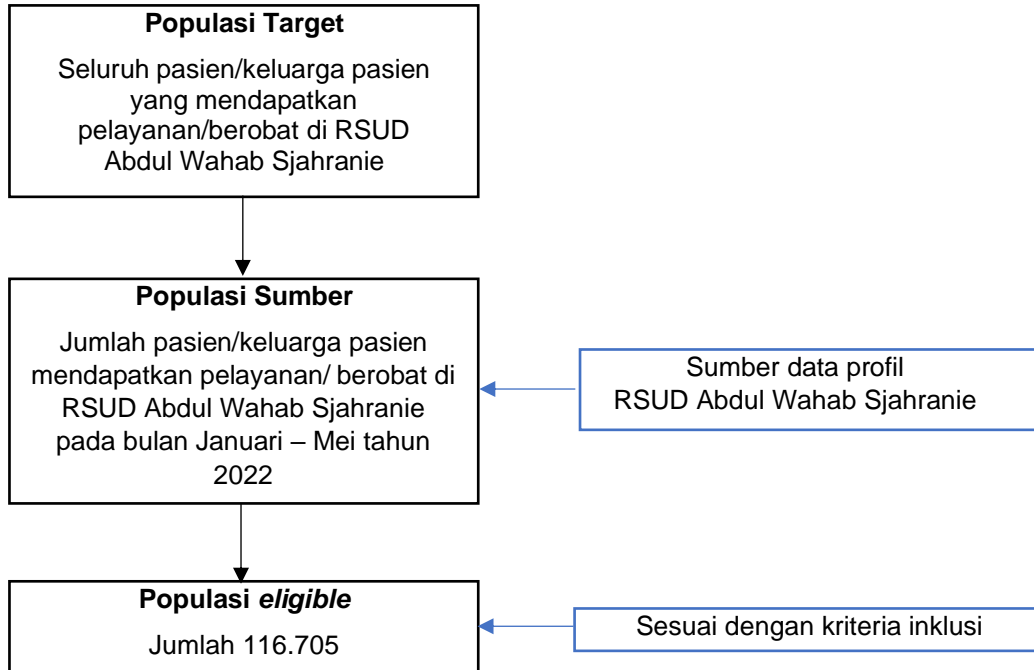 Populasi Target
Seluruh pasien/keluarga pasien
yang mendapatkan
pelayanan/berobat di RSUD
Abdul Wahab Sjahranie
Populasi Sumber
Jumlah pasien/keluarga pasien
mendapatkan pelayanan/ berobat di
RSUD Abdul Wahab Sjahranie
pada bulan Januari – Mei tahun
2022
Sumber data profil
RSUD Abdul Wahab Sjahranie
Populasi eligible
Jumlah 116.705
Sesuai dengan kriteria inklusi